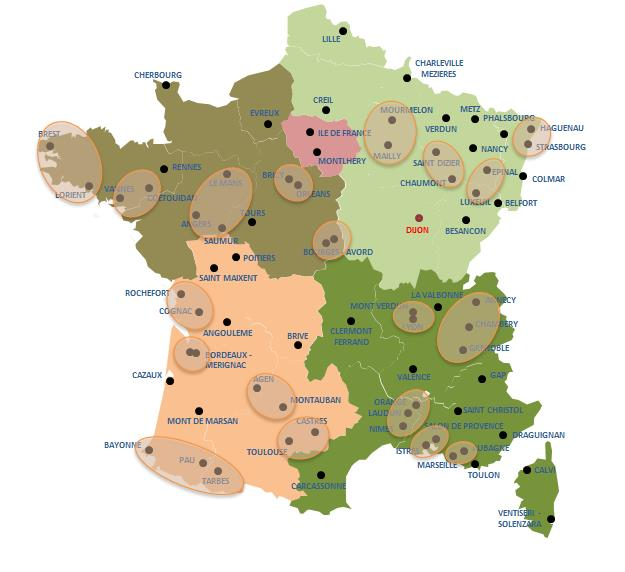 LILLE
CHARLEVILLE
MEZIERES
CHERBOURG
CREIL
EVREUX
MOURMELON
METZ
PHALSBOURG
VERDUN
HAGUENAU
BREST
ILE DE FRANCE
MONTLHERY
MAILLY
NANCY
STRASBOURG
SAINT DIZIER
RENNES
EPINAL
COLMAR
LE MANS
BRICY
CHAUMONT
LORIENT
VANNES
COETQUIDAN
ORLEANS
LUXEUIL
BELFORT
ANGERS
TOURS
DIJON
BESANCON
SAUMUR
BOURGES - AVORD
POITIERS
SAINT MAIXENT
ROCHEFORT
LA VALBONNE
ANNECY
MONT VERDUN
COGNAC
LYON
CHAMBERY
ANGOULEME
CLERMONT
FERRAND
BRIVE
GRENOBLE
BORDEAUX -
MERIGNAC
CAZAUX
VALENCE
GAP
AGEN
MONTAUBAN
ORANGE
LAUDUN
SAINT CHRISTOL
MONT DE MARSAN
CASTRES
NIMES
SALON DE PROVENCE
DRAGUIGNAN
BAYONNE
TOULOUSE
ISTRES
AUBAGNE
PAU
MARSEILLE
TARBES
TOULON
CALVI
CARCASSONNE
VENTISERI -
SOLENZARA